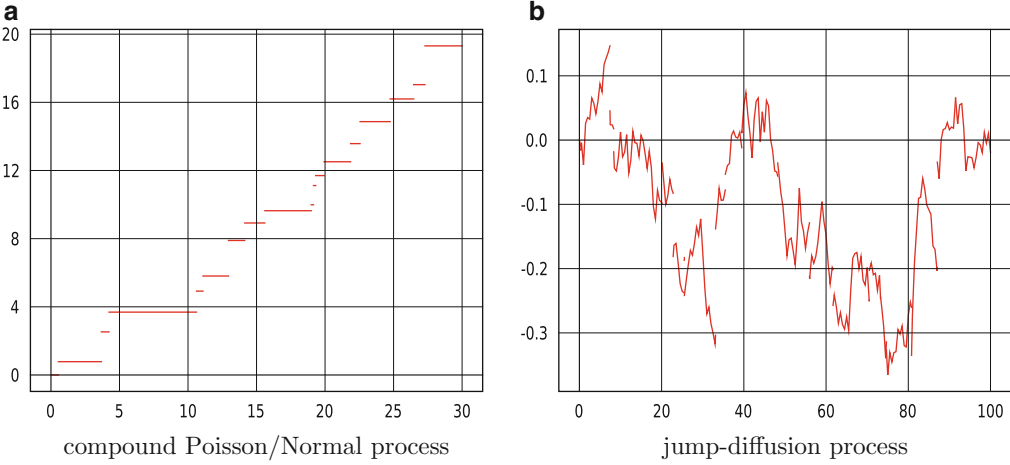 a
20
16
12
8
4
0
0 5 10 15 20 25 30
compound Poisson/Normal process
b
0.1
0.0
-0.1
-0.2
-0.3
0 20 40 60 80 100
jump-diffusion process